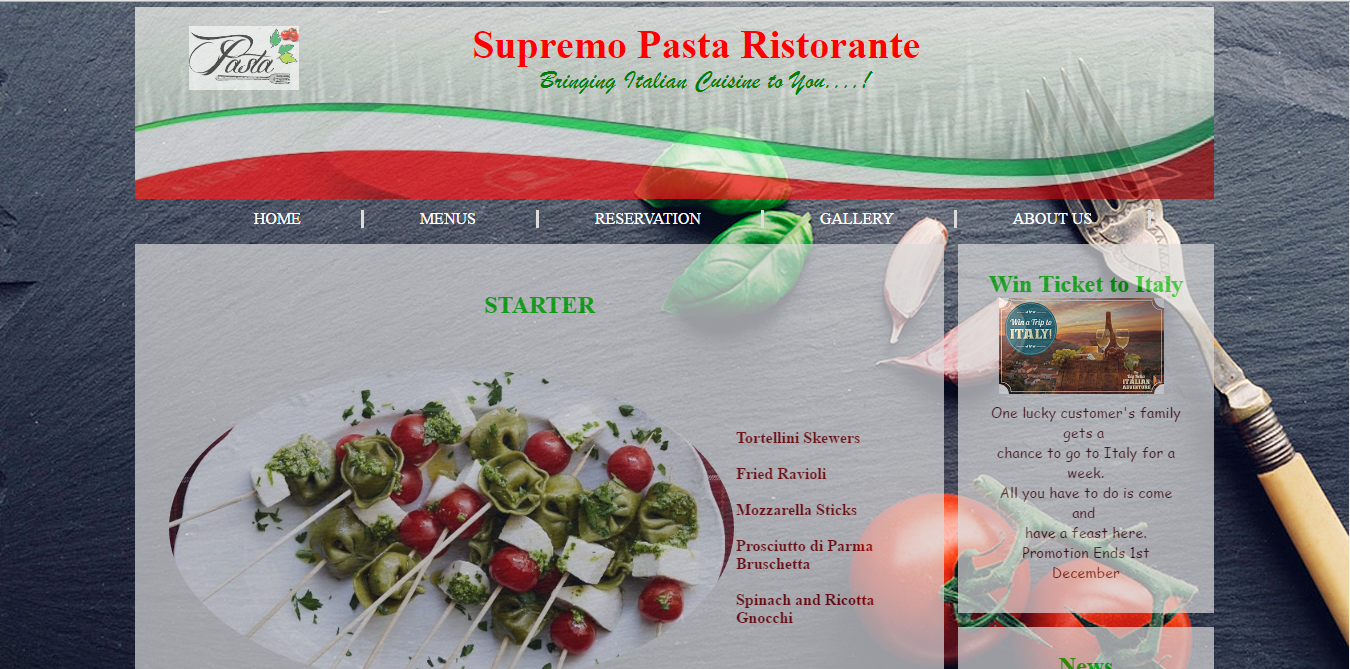 Pasta
Supremo Pasta Ristorante
Bringing Italian Cuisine to You....!
HOME
MENUS
RESERVATION
GALLERY
ABOUT US
STARTER
Tortellini Skewers
Fried Ravioli
Mozzarella Sticks
Prosciutto di Parma
Bruschetta
Spinach and Ricotta
Gnocchi
Win Ticket to Italy
Win a Trip to
ITALY!
ITALIAN
ADVENTURE
One lucky customer's family
gets a
chance to go to Italy for a
week.
All you have to do is come
and
have a feast here.
Promotion Ends 1st
December
News